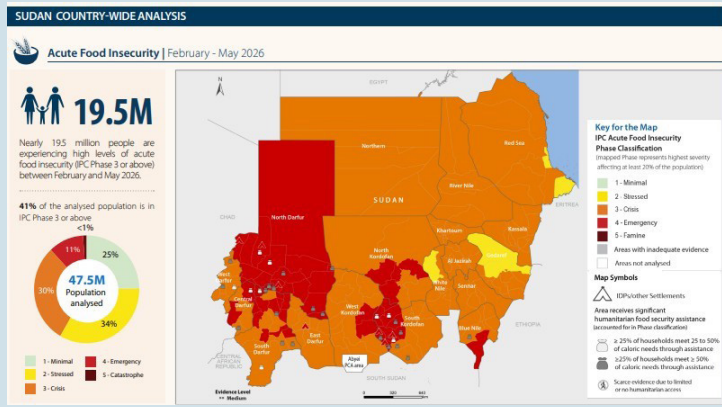 SUDAN COUNTRY-WIDE ANALYSIS
Acute Food Insecurity | February - May 2026
19.5M
Nearly 19.5 million people are
experiencing high levels of acute
food insecurity (IPC Phase 3 or above)
between February and May 2026.
41% of the analysed population is in
IPC Phase 3 or above
<1%
11%
25%
30%
47.5M
Population
analysed
34%
1 - Minimal
4 - Emergency
2 - Stressed
5 - Catastrophe
3 - Crisis
N
EGYPT
Northern
Red Sea
River Nile
SUDAN
ERITREA
CHAD
North Darfur
Khartoum
Kassala
North
Kordofan
Al Jazirah
Gedaref
West
Darfur
White
Nile
Sennar
Central
Darfur
West
Kordofan
South
Kordofan
Blue Nile
ETHIOPIA
South
Darfur
East
Darfur
CENTRAL
AFRICAN
REPUBLIC
Abyei
PCA area
SOUTH SUDAN
Evidence Level
** Medium
Key for the Map
IPC Acute Food Insecurity
Phase Classification
(mapped Phase represents highest severity
affecting at least 20% of the population)
1 - Minimal
2 - Stressed
3 - Crisis
4 - Emergency
5 - Famine
Areas with inadequate evidence
Areas not analysed
Map Symbols
IDPs/other Settlements
Area receives significant
humanitarian food security assistance
(accounted for in Phase classification)
≥ 25% of households meet 25 to 50%
of caloric needs through assistance
≥25% of households meet ≥ 50%
of caloric needs through assistance
Scarce evidence due to limited
or no humanitarian access